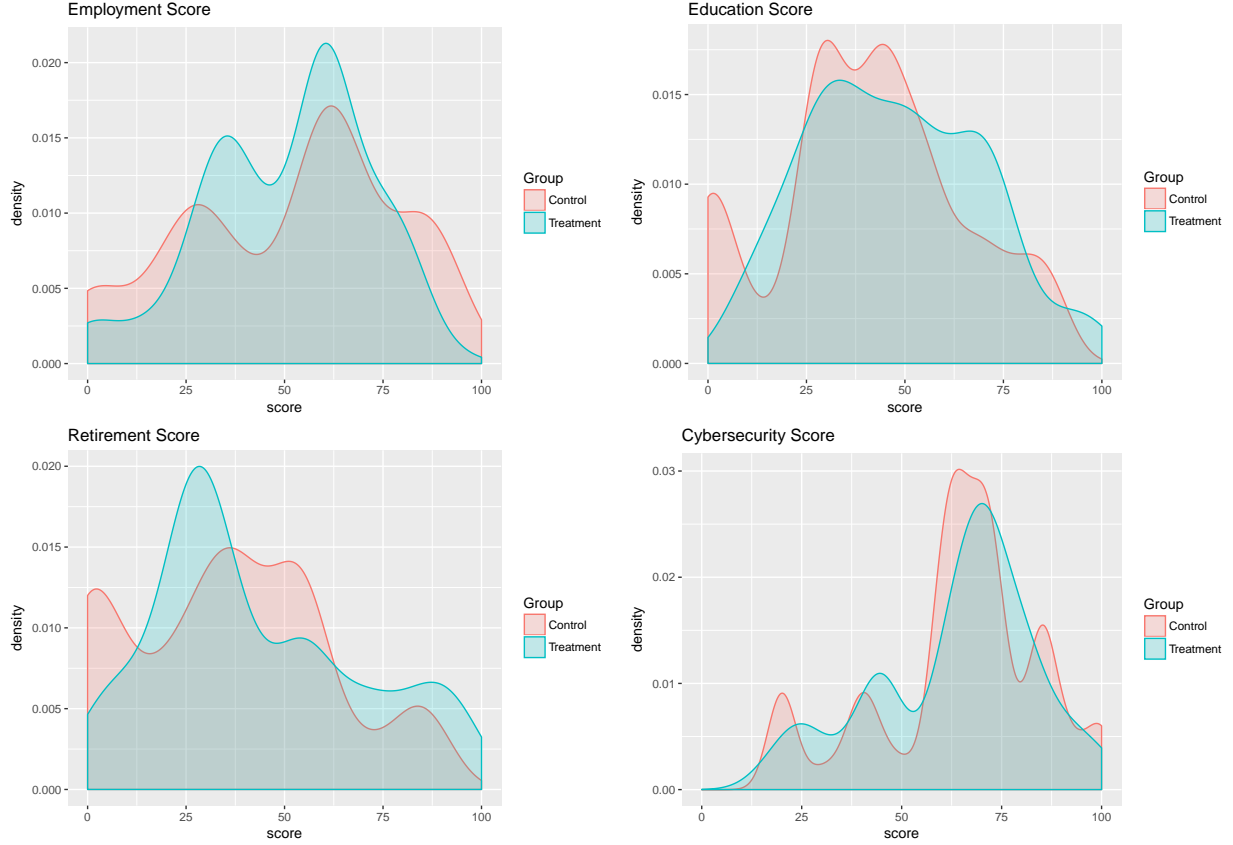 Employment Score
0.020
0.015
0.010
0.005
0.000
density
0 25 50 75 100
score
Group
Control
Treatment
Education Score
0.015
0.010
0.005
0.000
density
0 25 50 75 100
score
Group
Control
Treatment
Retirement Score
0.020
0.015
0.010
0.005
0.000
density
0 25 50 75 100
score
Group
Control
Treatment
Cybersecurity Score
0.03
0.02
0.01
0.00
density
0 25 50 75 100
score
Group
Control
Treatment